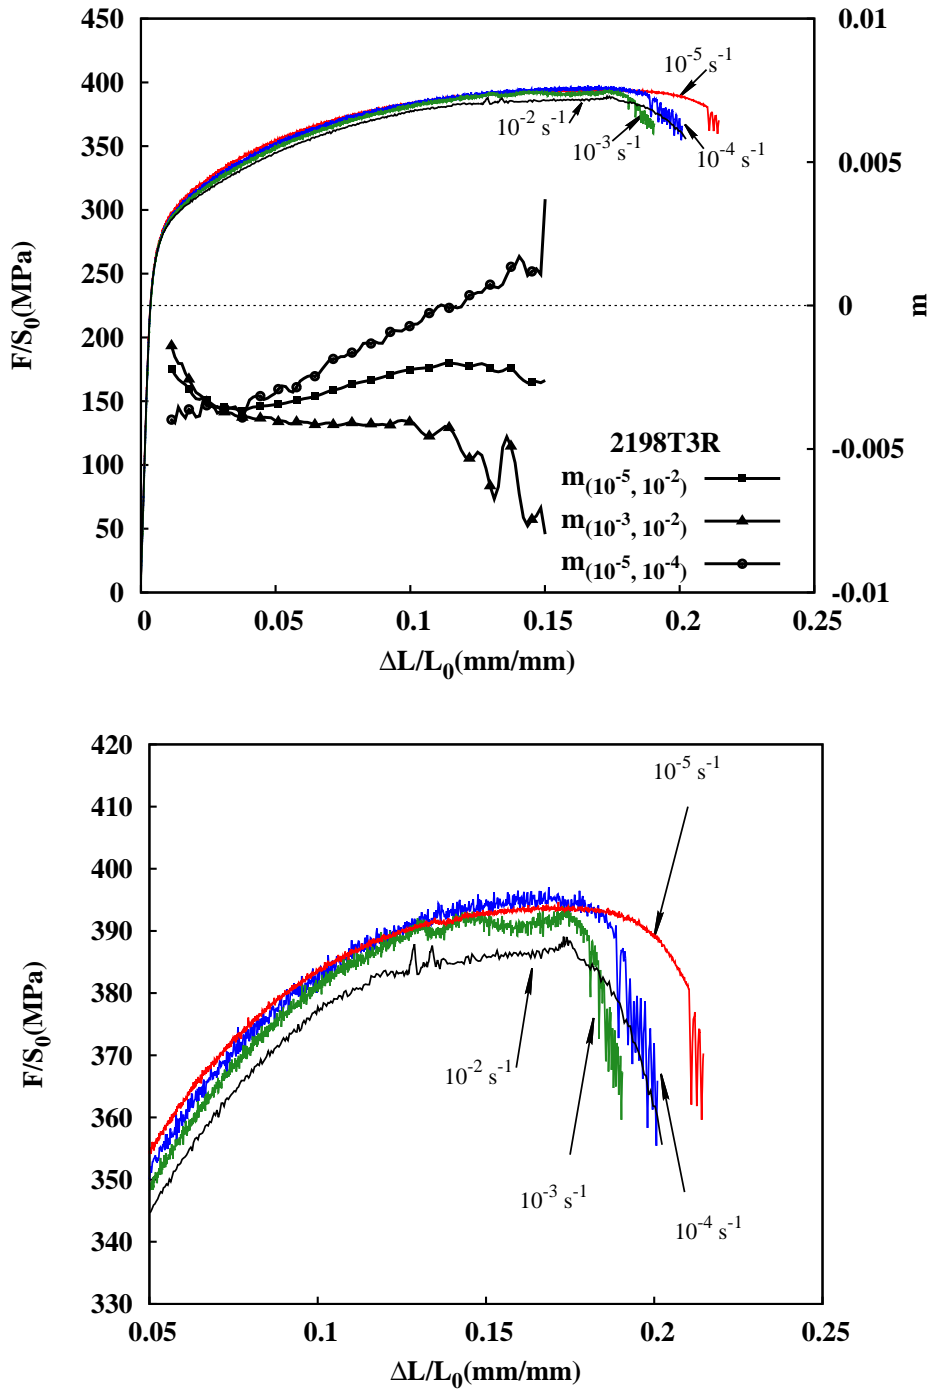 450
400
350
300
250
200
150
100
50
0
F/S0(MPa)
0.01
0.005
0
-0.005
-0.01
m
10-5 s-1
10-2 s-1
10-3 s-1
10-4 s-1
2198T3R
m(10-5, 10-2)
m(10-3, 10-2)
m(10-5, 10-4)
0 0.05 0.1 0.15 0.2 0.25
ΔL/L0(mm/mm)
420
410
400
390
380
370
360
350
340
330
F/S0(MPa)
10-5 s-1
10-2 s-1
10-3 s-1
10-4 s-1
0.05 0.1 0.15 0.2 0.25
ΔL/L0(mm/mm)